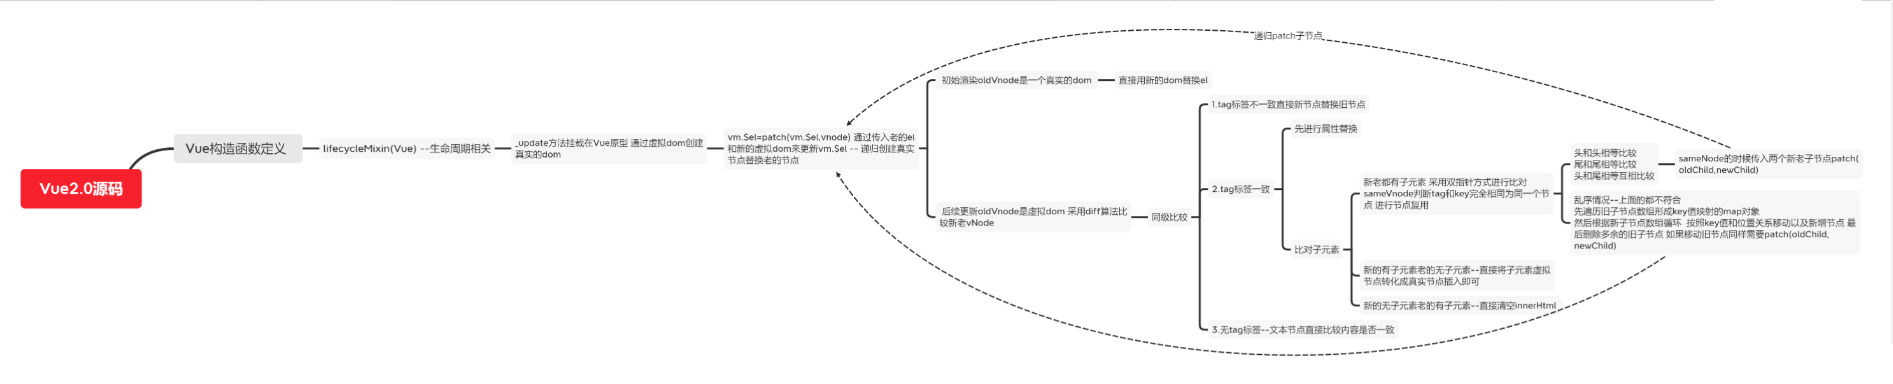 Vue2.0源码
Vue构造函数定义
lifecycleMixin(Vue) --生命周期相关
_update方法挂载在Vue原型 通过虚拟dom创建
真实的dom
vm.$el=patch(vm.$el,vnode) 通过传入老的el
和新的虚拟dom来更新vm.$el -- 递归创建真实
节点替换老的节点
初始渲染oldVnode是一个真实的dom
直接用新的dom替换el
后续更新oldVnode是虚拟dom 采用diff算法比
较新老vNode
同级比较
1.tag标签不一致直接新节点替换旧节点
2.tag标签一致
先进行属性替换
比对子元素
新老都有子元素 采用双指针方式进行比对
sameVnode判断tag和key完全相同为同一个节
点 进行节点复用
头和头相等比较
尾和尾相等比较
头和尾相等互相比较
sameNode的时候传入两个新老子节点patch(
oldChild,newChild)
乱序情况--上面的都不符合
先遍历旧子节点数组形成key值映射的map对象
然后根据新子节点数组循环 按照key值和位置关系移动以及新增节点 最
后删除多余的旧子节点 如果移动旧节点同样需要patch(oldChild,
newChild)
新的有子元素老的无子元素--直接将子元素虚拟
节点转化成真实节点插入即可
新的无子元素老的有子元素--直接清空innerHtml
3.无tag标签--文本节点直接比较内容是否一致
递归patch子节点